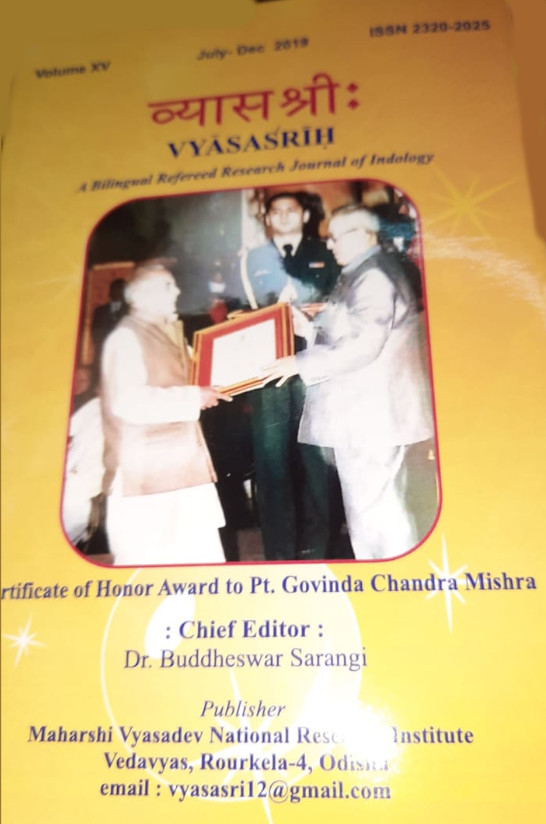 Volume XV
July- Dec 2019
ISSN 2320-2025
व्यासश्रीः
VYĀSAŚRĪḤ
A Bilingual Refereed Research Journal of Indology
rtificate of Honor Award to Pt. Govinda Chandra Mishra
: Chief Editor :
Dr. Buddheswar Sarangi
Publisher
Maharshi Vyasadev National Institute
Vedavyas, Rourkela-4,
email : vyasasri12@gmail.com